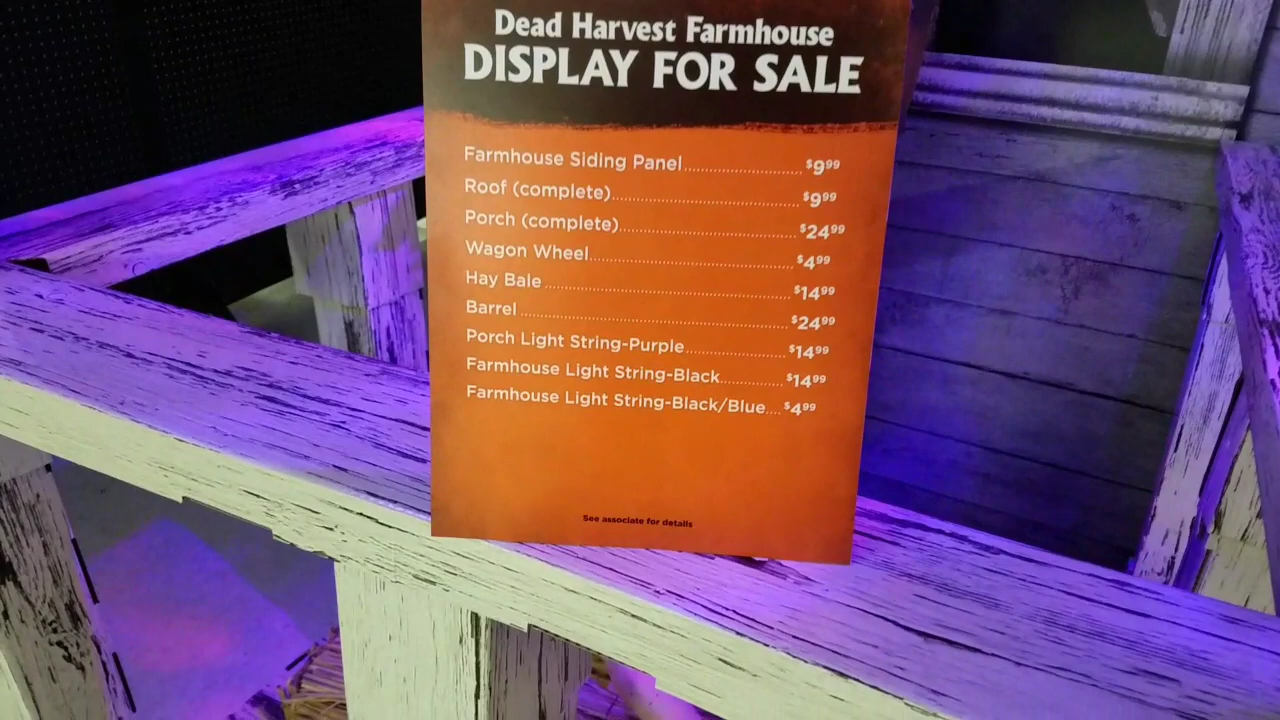 Dead Harvest Farmhouse
DISPLAY FOR SALE
Farmhouse Siding Panel.................... $9.99
Roof (complete)................................ $9.99
Porch (complete)............................. $24.99
Wagon Wheel.................................. $4.99
Hay Bale ......................................... $14.99
Barrel .............................................. $24.99
Porch Light String-Purple................ $14.99
Farmhouse Light String-Black.......... $14.99
Farmhouse Light String-Black/Blue.... $4.99
See associate for details